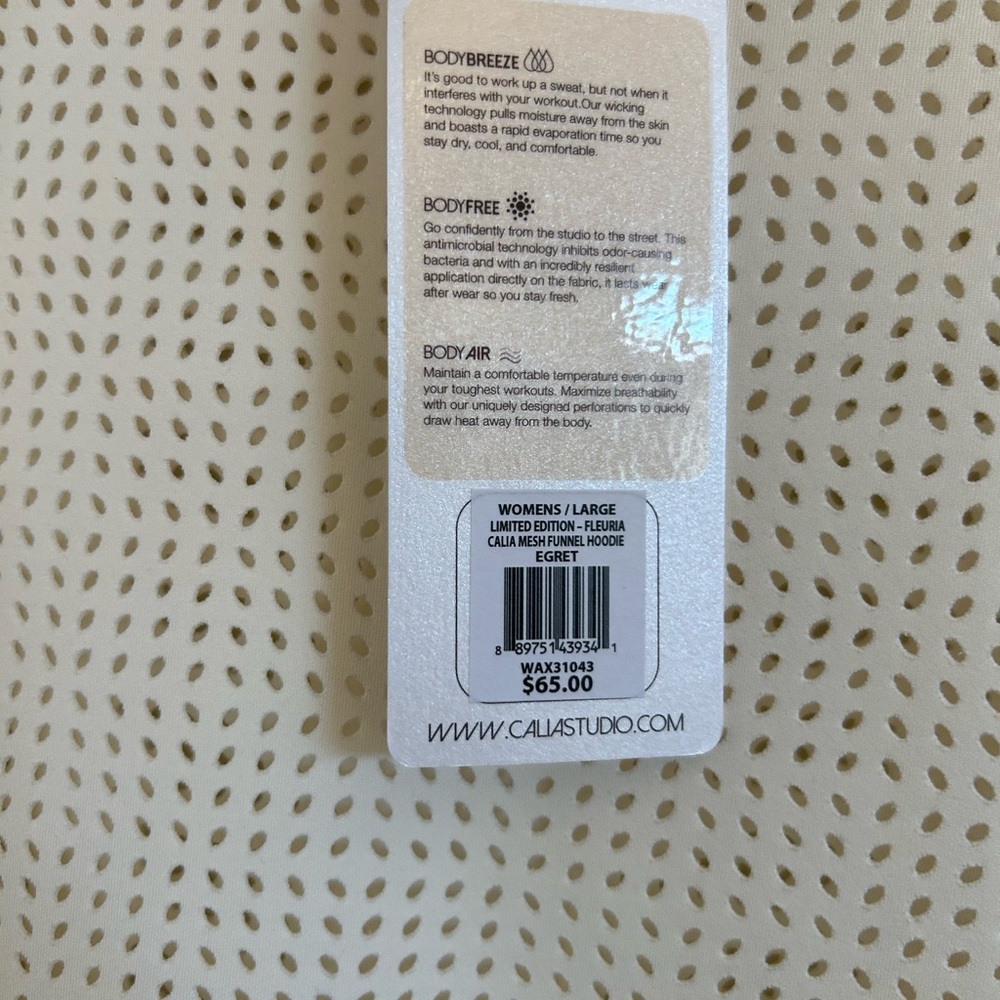 BODYBREEZE
It's good to work up a sweat, but not when it
interferes with your workout.Our wicking
technology pulls moisture away from the skin
and boasts a rapid evaporation time so you
stay dry, cool, and comfortable.
BODYFREE
Go confidently from the studio to the street. This
antimicrobial technology inhibits odor-causing
bacteria and with an incredibly resilient
application directly on the fabric, it lasts wear
after wear so you stay fresh.
BODYAIR
Maintain a comfortable temperature even during
your toughest workouts. Maximize breathability
with our uniquely designed perforations to quickly
draw heat away from the body.
WOMENS / LARGE
LIMITED EDITION - FLEURIA
CALIA MESH FUNNEL HOODIE
EGRET
8 89751 43934 1
WAX31043
$65.00
WWW.CALIASTUDIO.COM